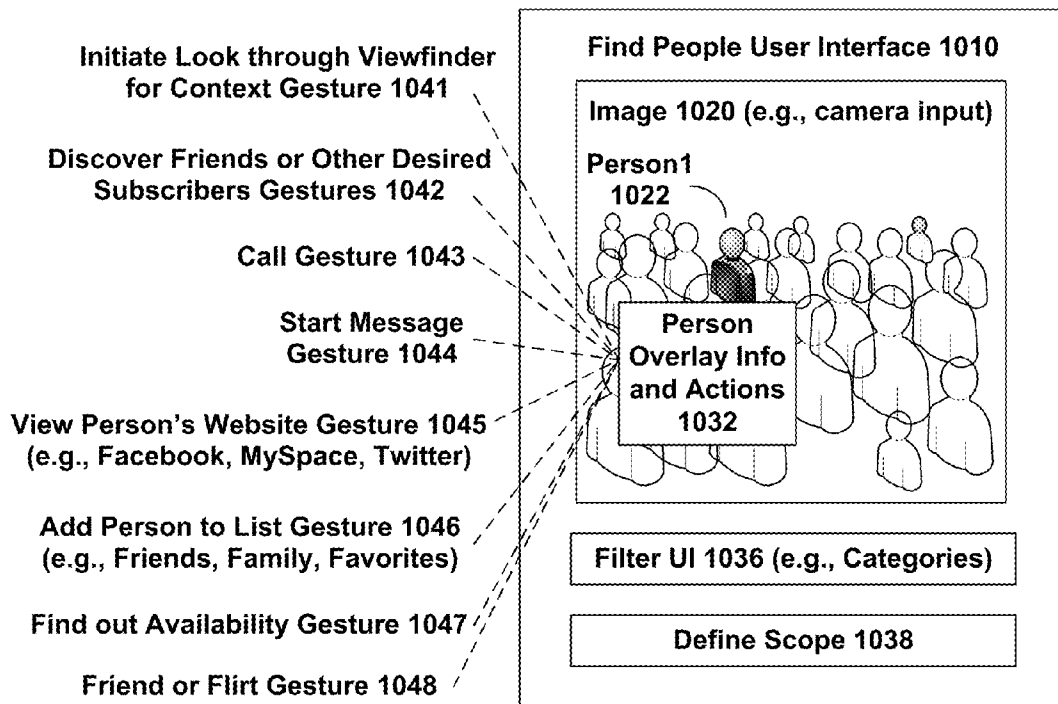 Initiate Look through Viewfinder
for Context Gesture 1041
Discover Friends or Other Desired
Subscribers Gestures 1042
Call Gesture 1043
Start Message
Gesture 1044
View Person's Website Gesture 1045
(e.g., Facebook, MySpace, Twitter)
Add Person to List Gesture 1046
(e.g., Friends, Family, Favorites)
Find out Availability Gesture 1047
Friend or Flirt Gesture 1048
Find People User Interface 1010
Image 1020 (e.g., camera input)
Person1
1022
Person
Overlay Info
and Actions
1032
Filter UI 1036 (e.g., Categories)
Define Scope 1038